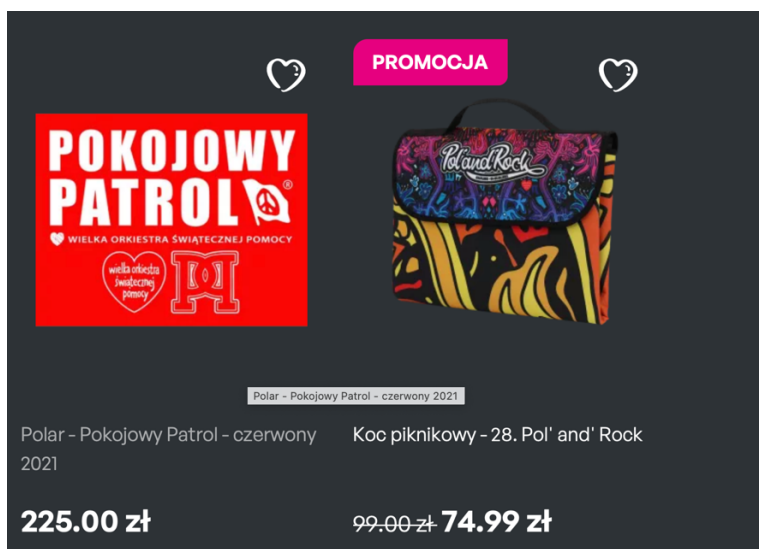 PROMOCJA
POKOJOWY
PATROL®
WIELKA ORKIESTRA ŚWIĄTECZNEJ POMOCY
wielka orkiestra
świątecznej
pomocy
Pol'and'Rock
Polar - Pokojowy Patrol - czerwony 2021
Polar - Pokojowy Patrol - czerwony
2021
225.00 zł
Koc piknikowy - 28. Pol' and' Rock
99.00 zł 74.99 zł